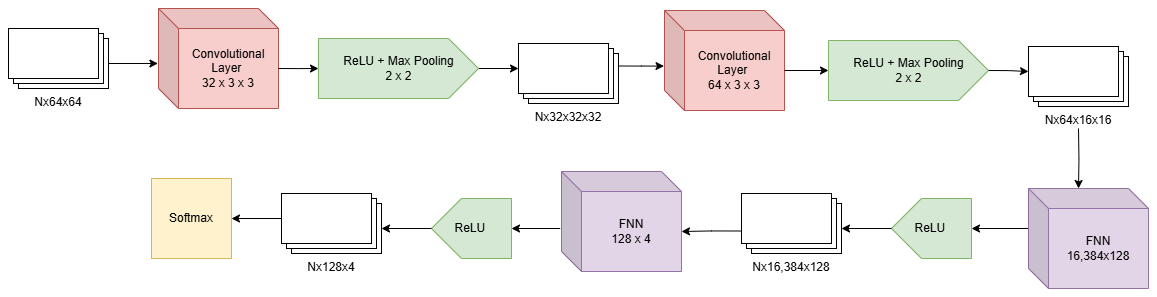 Convolutional
Layer
32 x 3 x 3
ReLU + Max Pooling
2 x 2
Convolutional
Layer
64 x 3 x 3
ReLU + Max Pooling
2 x 2
Nx64x64
Nx32x32x32
Nx64x16x16
Softmax
ReLU
FNN
128 x 4
ReLU
FNN
16,384x128
Nx128x4
Nx16,384x128